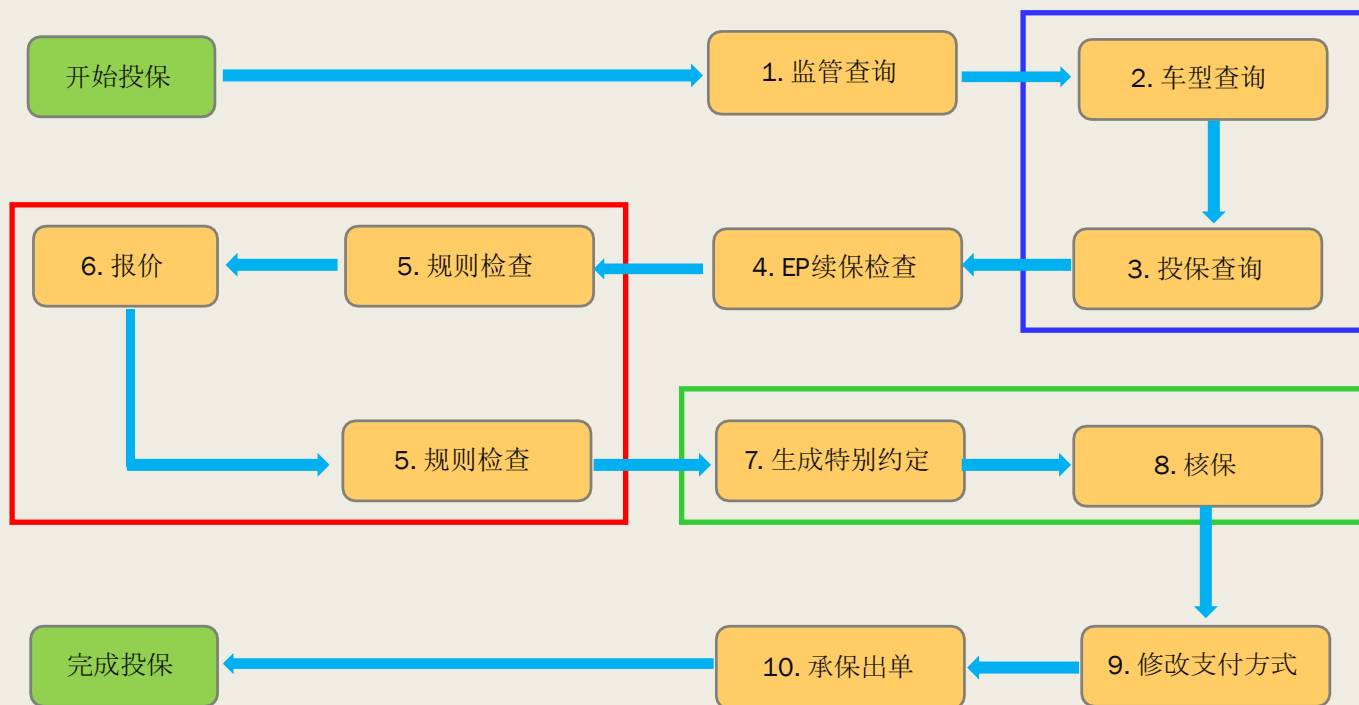 开始投保
1. 监管查询
2. 车型查询
6. 报价
5. 规则检查
4. EP续保检查
3. 投保查询
5. 规则检查
7. 生成特别约定
8. 核保
完成投保
10. 承保出单
9. 修改支付方式